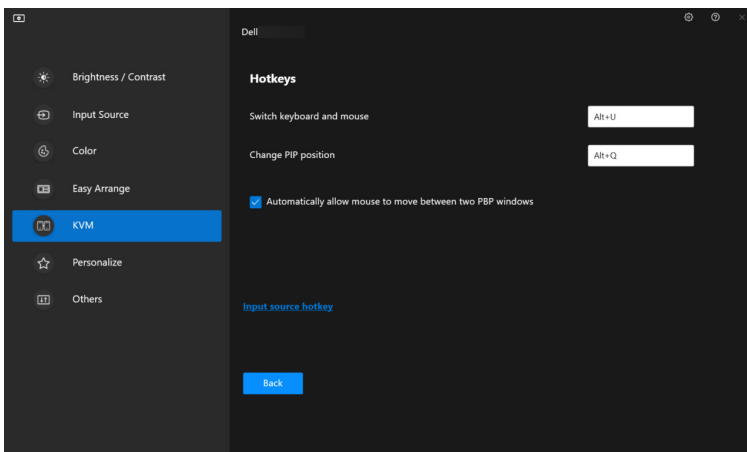 Dell
Brightness / Contrast
Input Source
Color
Easy Arrange
KVM
Personalize
Others
Hotkeys
Switch keyboard and mouse
Alt+U
Change PIP position
Alt+Q
Automatically allow mouse to move between two PBP windows
Input source hotkey
Back